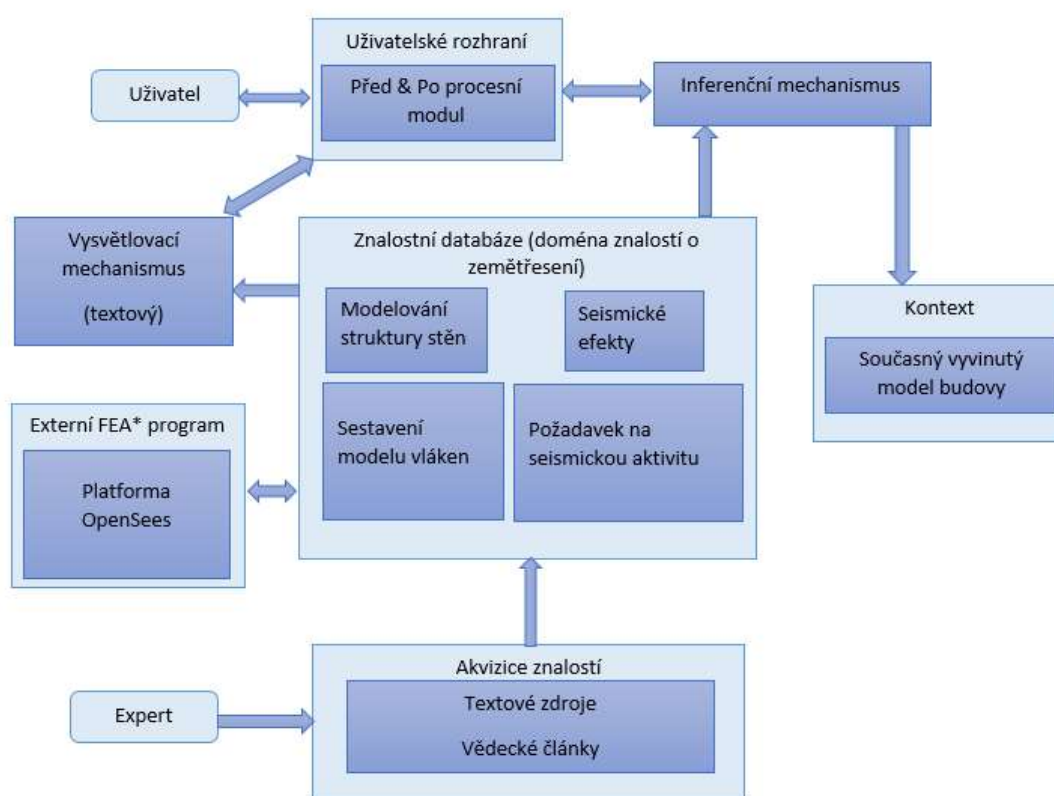 Uživatelské rozhraní
Uživatel
Před & Po procesní
modul
Inferenční mechanismus
Vysvětlovací
mechanismus
(textový)
Znalostní databáze (doména znalostí o
zemětřesení)
Modelování
struktury stěn
Seismické
efekty
Sestavení
modelu vláken
Požadavek na
seismickou aktivitu
Kontext
Současný vyvinutý
model budovy
Externí FEA* program
Platforma
OpenSees
Akvizice znalostí
Expert
Textové zdroje
Vědecké články